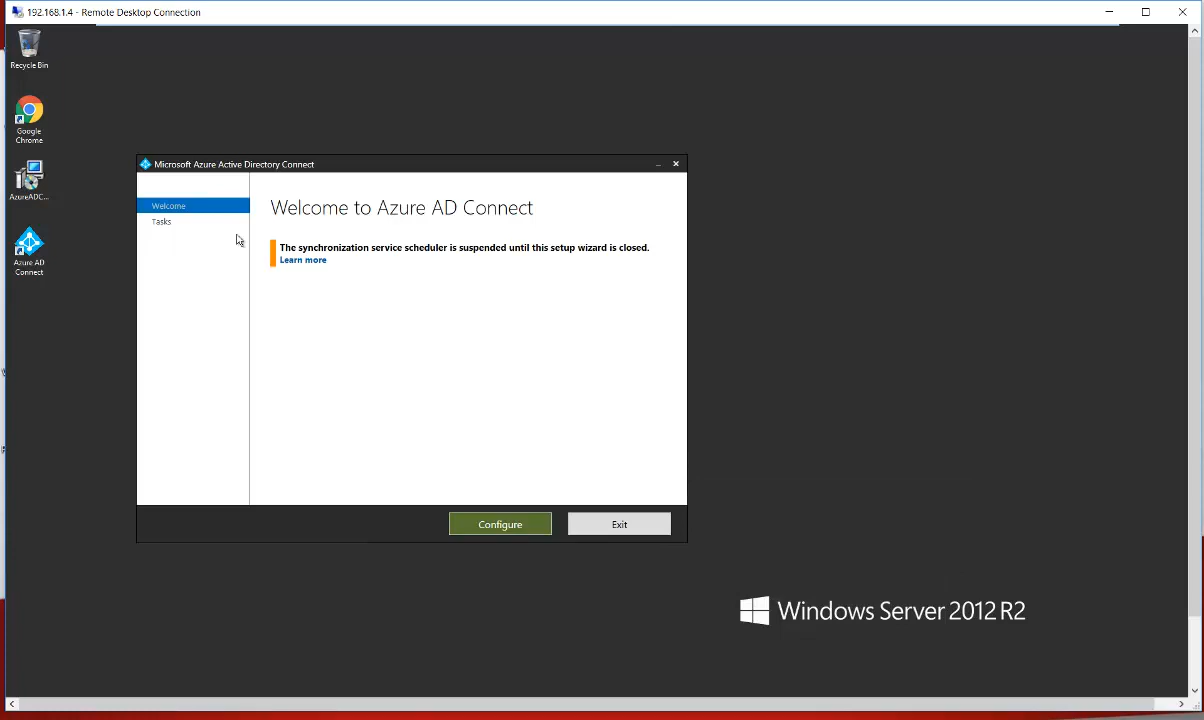 192.168.1.4 - Remote Desktop Connection
Recycle Bin
Google
Chrome
AzureADC...
Azure AD
Connect
Microsoft Azure Active Directory Connect
Welcome
Tasks
Welcome to Azure AD Connect
The synchronization service scheduler is suspended until this setup wizard is closed.
Learn more
Configure
Exit
Windows Server 2012 R2